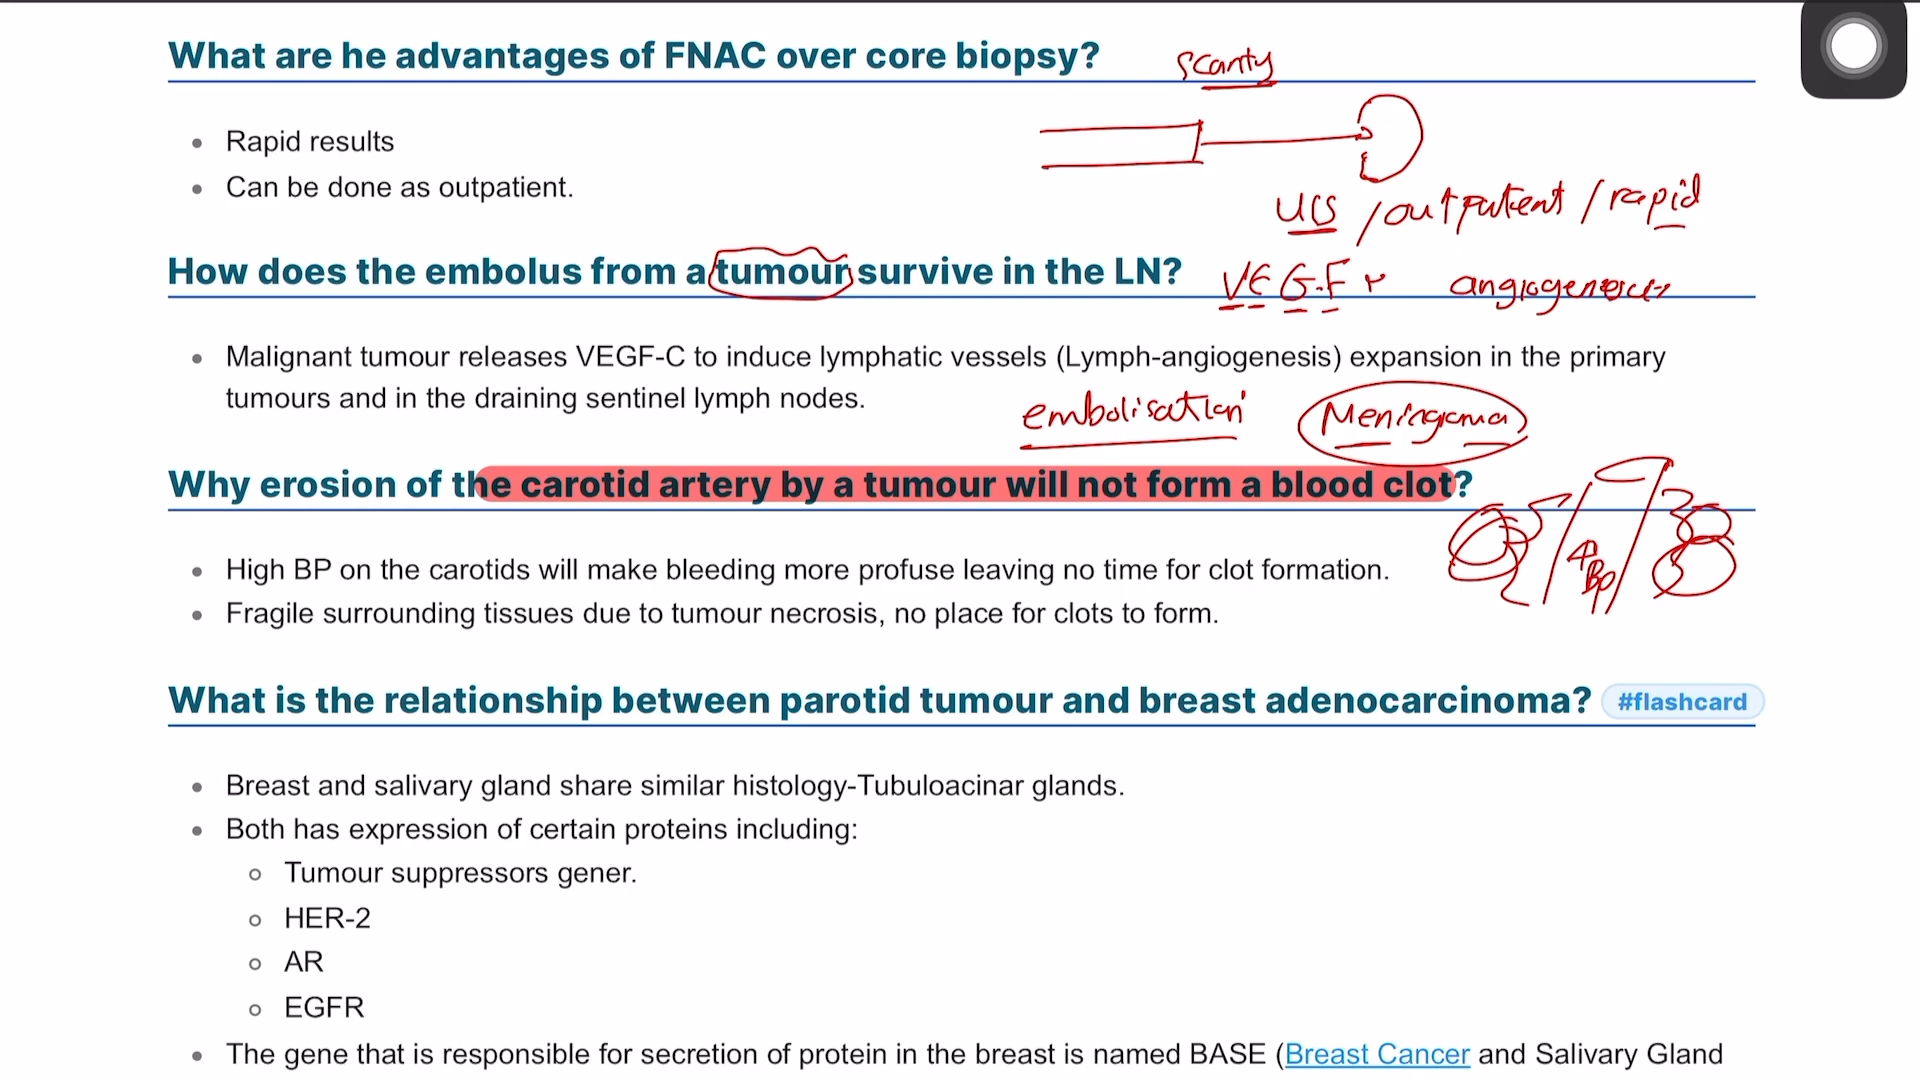 What are he advantages of FNAC over core biopsy?
scanty
Rapid results
Can be done as outpatient.
UCS / outpatient / rapid
How does the embolus from a tumour survive in the LN?
VEGF
Malignant tumour releases VEGF-C to induce lymphatic vessels (Lymph-angiogenesis) expansion in the primary
tumours and in the draining sentinel lymph nodes.
embolisation Meningioma
Why erosion of the carotid artery by a tumour will not form a blood clot?
High BP on the carotids will make bleeding more profuse leaving no time for clot formation.
BP
Fragile surrounding tissues due to tumour necrosis, no place for clots to form.
What is the relationship between parotid tumour and breast adenocarcinoma? #flashcard
Breast and salivary gland share similar histology-Tubuloacinar glands.
Both has expression of certain proteins including:
Tumour suppressors gener.
HER-2
AR
EGFR
The gene that is responsible for secretion of protein in the breast is named BASE (Breast Cancer and Salivary Gland